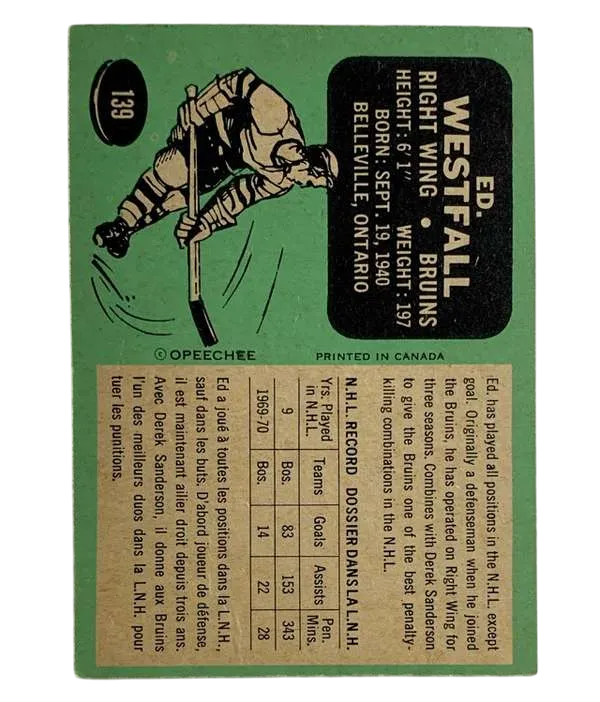 139
ED.
WESTFALL
RIGHT WING • BRUINS
HEIGHT: 6' 1" WEIGHT: 197
BORN: SEPT. 19, 1940
BELLEVILLE, ONTARIO
© OPEECHEE PRINTED IN CANADA
Ed. has played all positions in the N.H.L. except
goal. Originally a defenseman when he joined
the Bruins, he has operated on Right Wing for
three seasons. Combines with Derek Sanderson
to give the Bruins one of the best penalty-
killing combinations in the N.H.L.
N.H.L. RECORD DOSSIER DANS LA L.N.H.
Yrs. Played in N.H.L. Teams Goals Assists Pen. Mins.
9 Bos. 83 153 343
1969-70 Bos. 14 22 28
Ed a joué à toutes les positions dans la L.N.H.,
sauf dans les buts. D'abord joueur de défense,
il est maintenant ailier droit depuis trois ans.
Avec Derek Sanderson, il donne aux Bruins
l'un des meilleurs duos dans la L.N.H. pour
tuer les punitions.